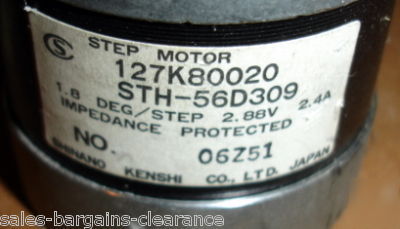 STEP MOTOR
127K80020
STH-56D309
1.8 DEG/STEP 2.88V 2.4A
IMPEDANCE PROTECTED
NO. 06Z51
SHINANO KENSHI CO., LTD. JAPAN
sales-bargains-clearance